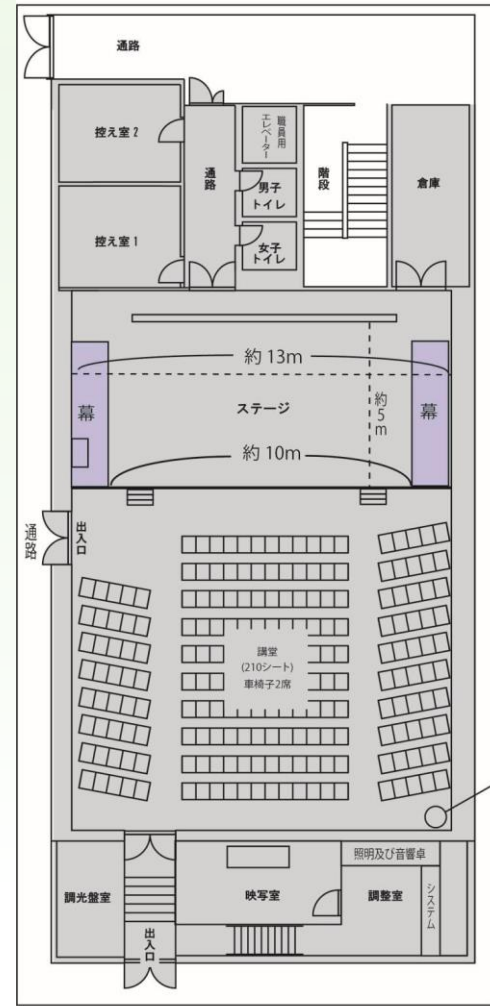 通路
控え室 2
控え室 1
通路
職員用
エレベーター
男子
トイレ
女子
トイレ
階段
倉庫
約 13m
幕
ステージ
約5m
幕
約 10m
出入口
通路
講堂
(210シート)
車椅子2席
照明及び音響卓
調光盤室
映写室
調整室
システム
出入口